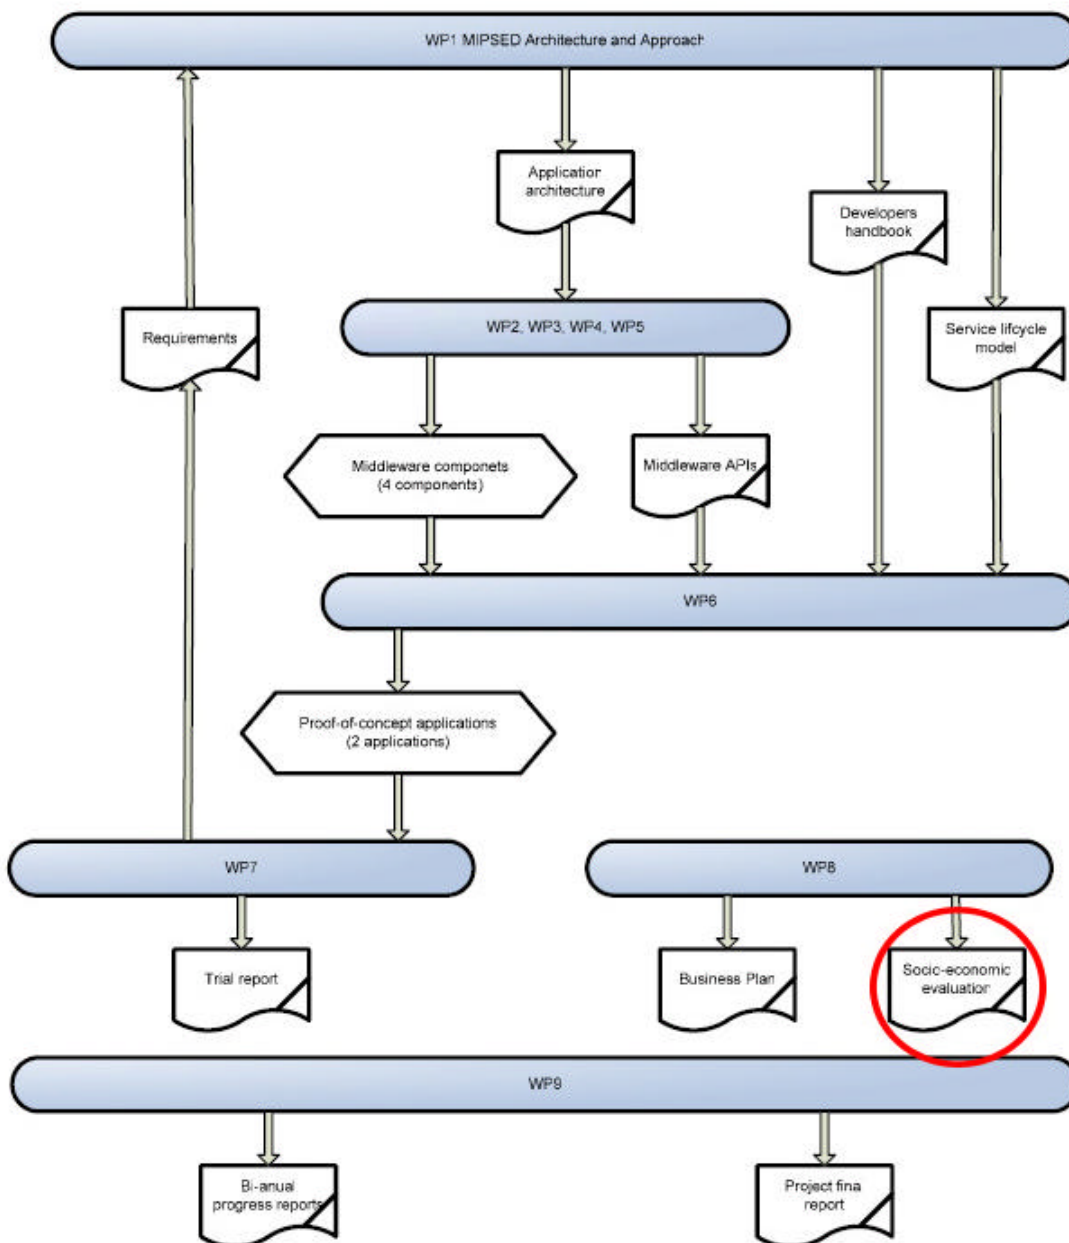 WP1 MIPSED Architecture and Approach
Application
architecture
Developers
handbook
Requirements
WP2, WP3, WP4, WP5
Service lifcycle
model
Middleware componets
(4 components)
Middleware APIs
WP6
Proof-of-concept applications
(2 applications)
WP7
WP8
Trial report
Business Plan
Socio-economic
evaluation
WP9
Bi-anual
progress reports
Project fina
report